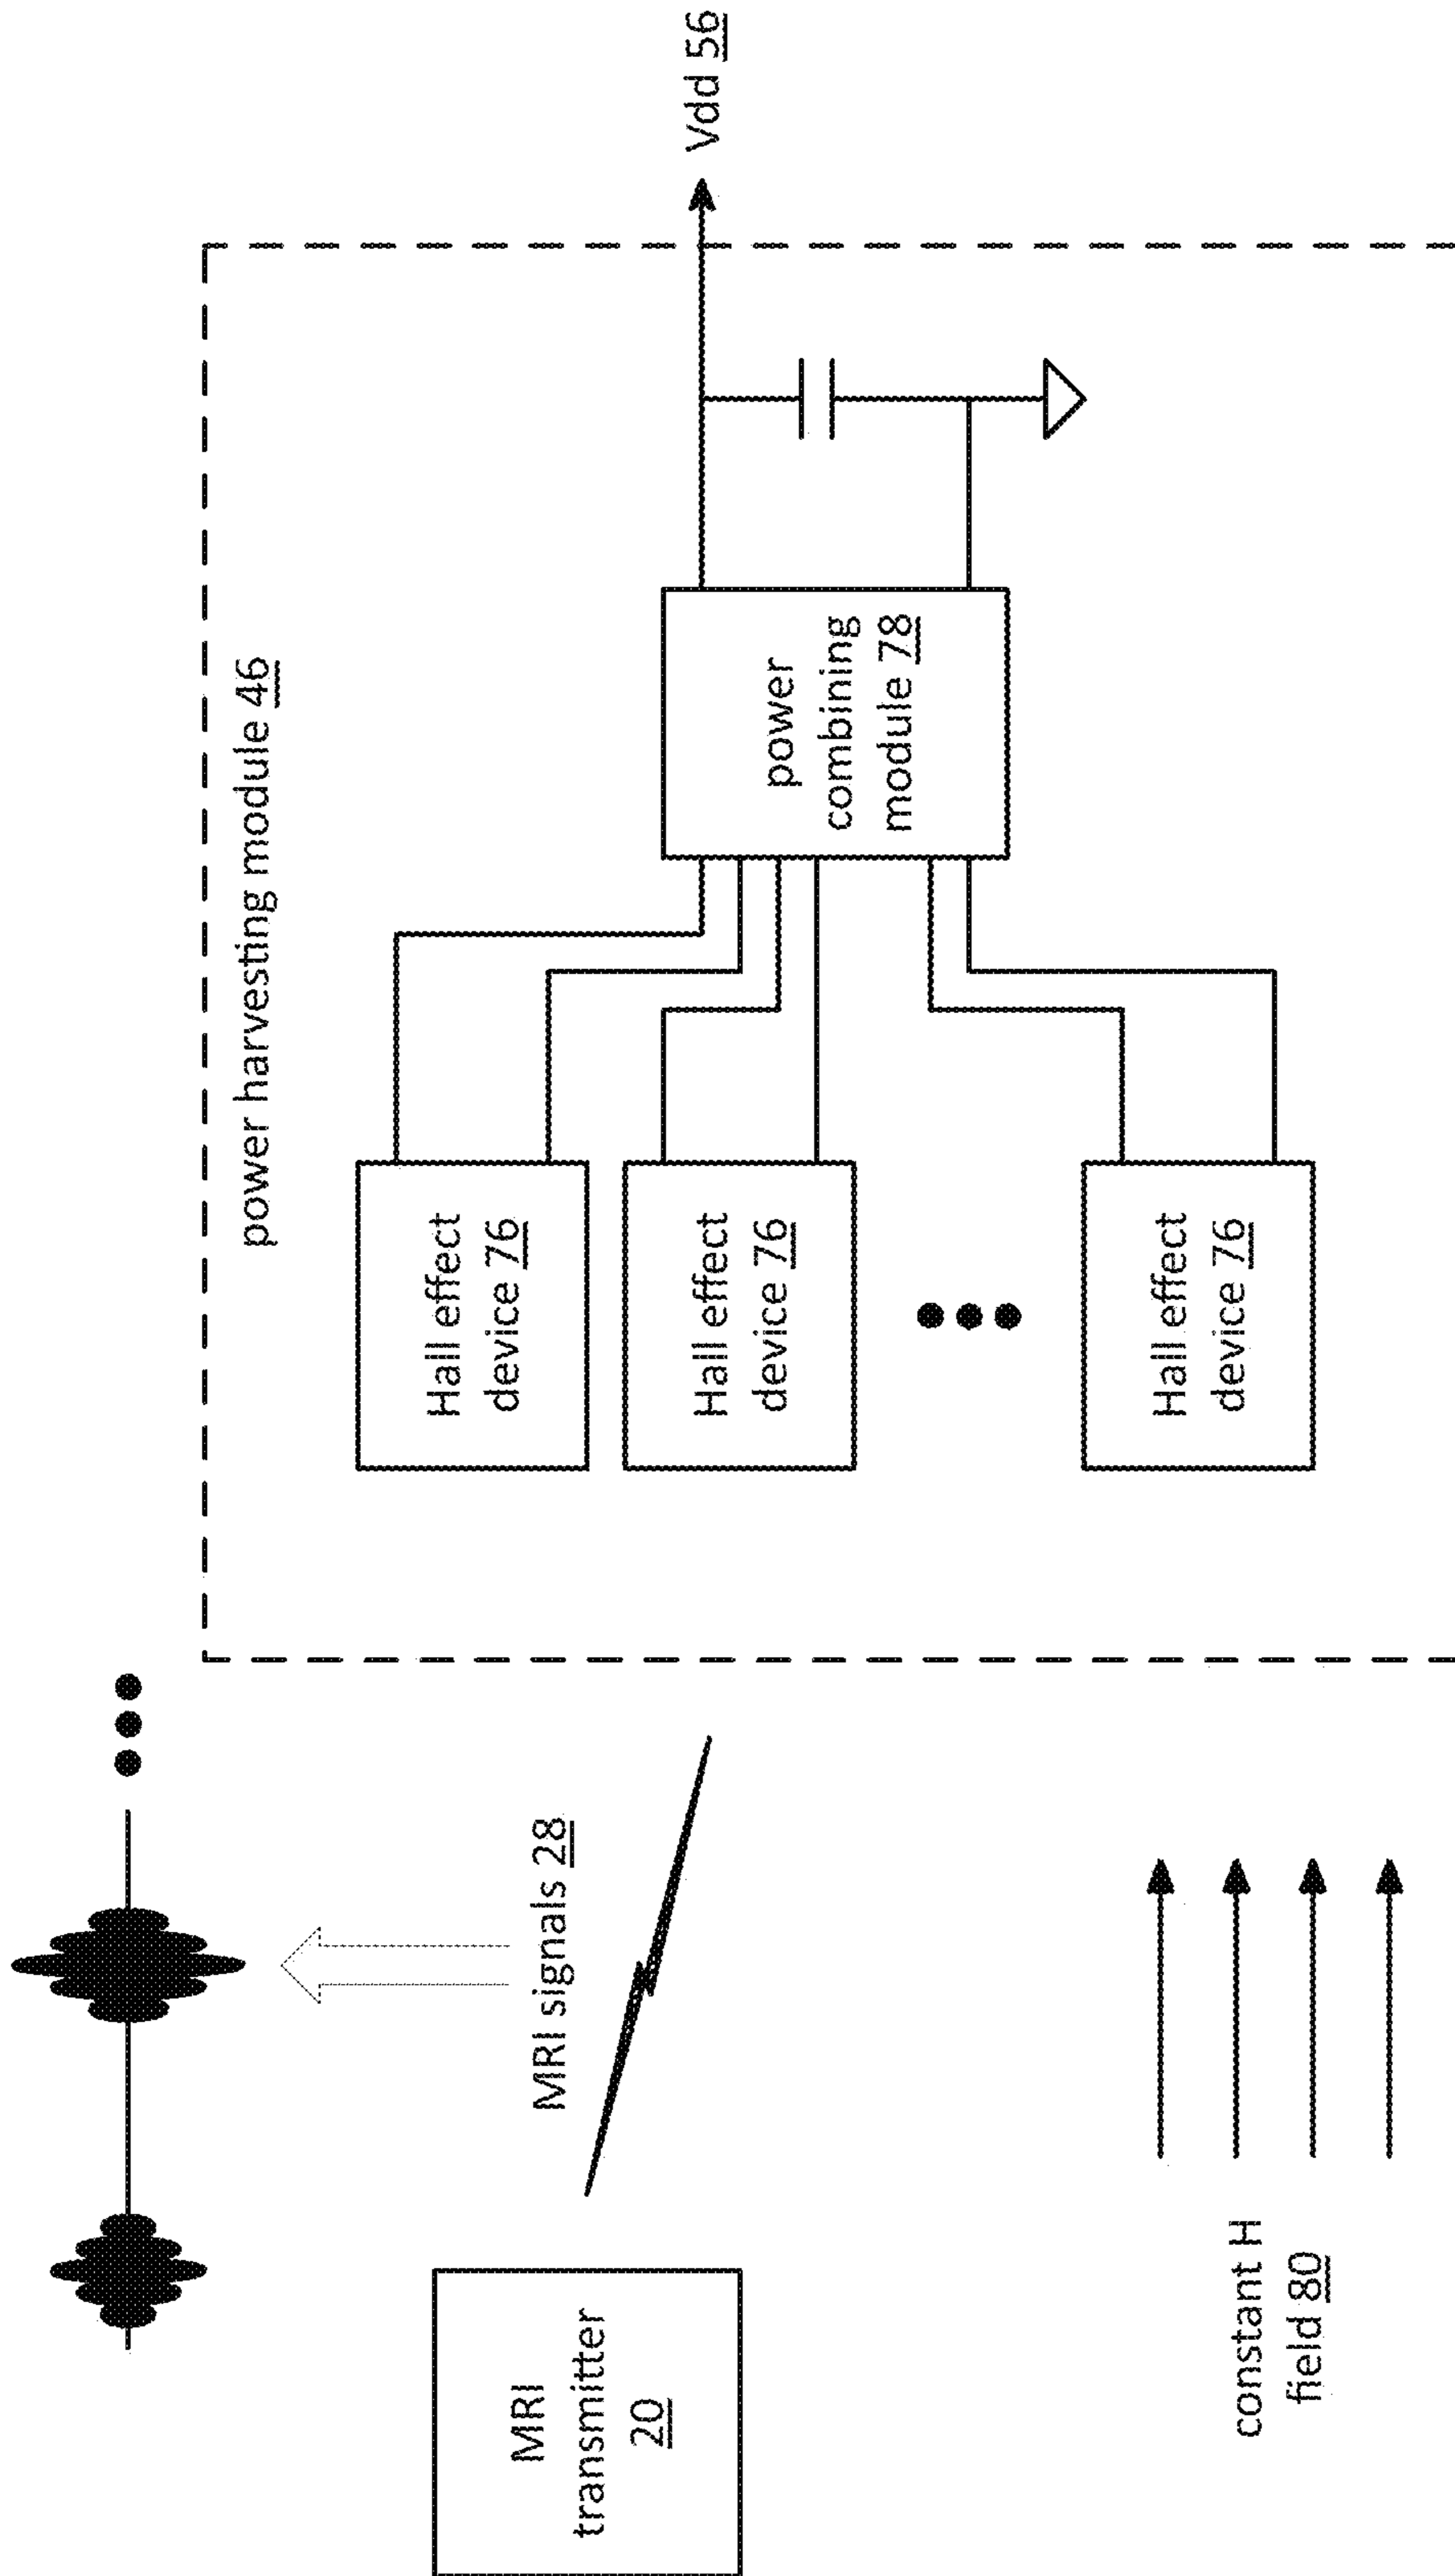 MRI signals 28
MRI
transmitter
20
constant H
field 80
power harvesting module 46
Hall effect
device 76
Hall effect
device 76
Hall effect
device 76
power
combining
module 78
Vdd 56